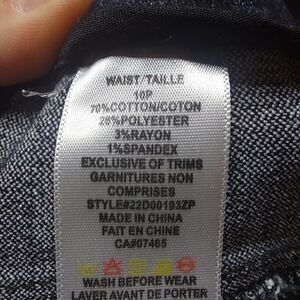 WAIST/TAILLE
10P
70%COTTON/COTON
26%POLYESTER
3%RAYON
1%SPANDEX
EXCLUSIVE OF TRIMS
GARNITURES NON
COMPRISES
STYLE#22D00193ZP
MADE IN CHINA
FAIT EN CHINE
CA#07465
WASH BEFORE WEAR
LAVER AVANT DE PORTER